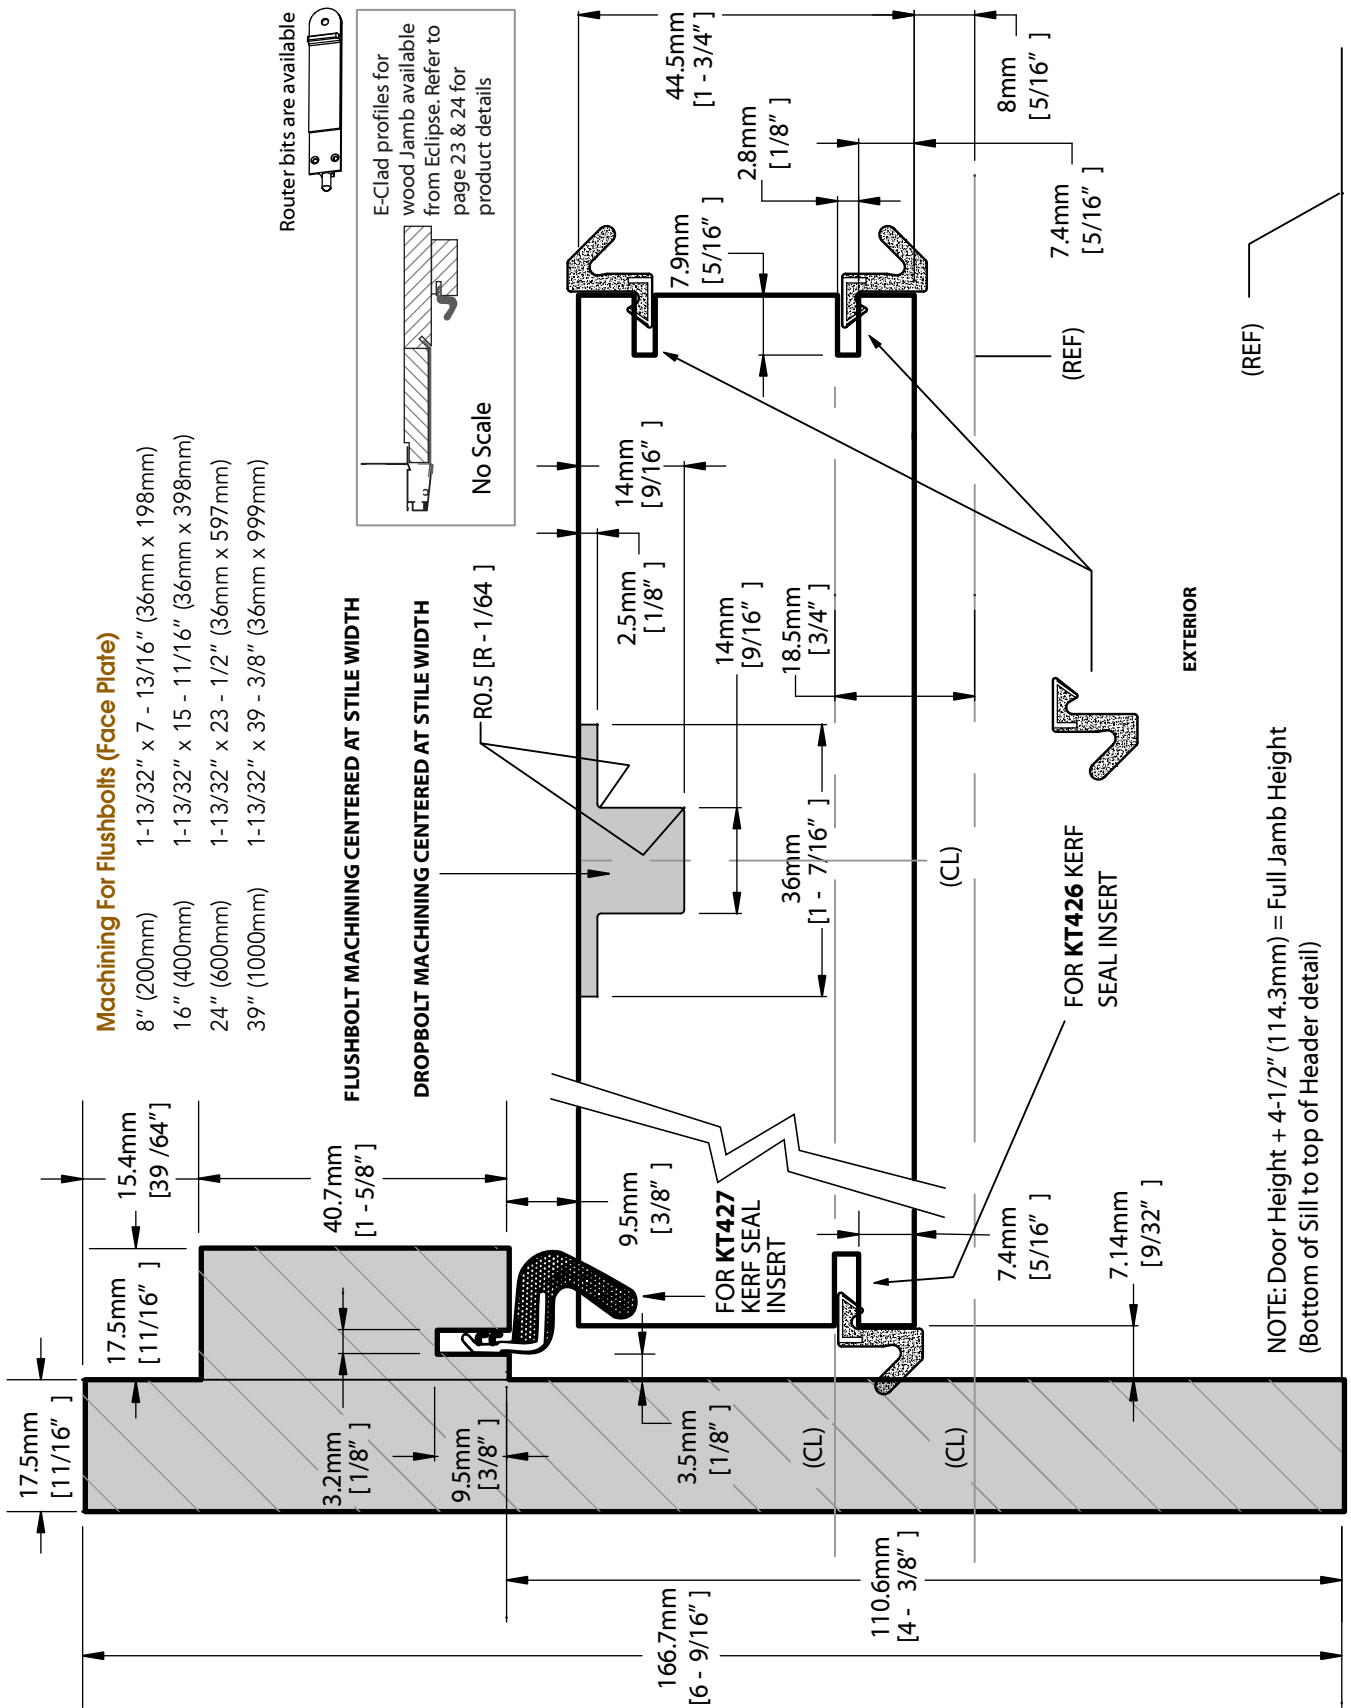 Machining For Flushbolts (Face Plate)
8" (200mm) 1-13/32" x 7 - 13/16" (36mm x 198mm)
16" (400mm) 1-13/32" x 15 - 11/16" (36mm x 398mm)
24" (600mm) 1-13/32" x 23 - 1/2" (36mm x 597mm)
39" (1000mm) 1-13/32" x 39 - 3/8" (36mm x 999mm)
Router bits are available
E-Clad profiles for
wood Jamb available
from Eclipse. Refer to
page 23 & 24 for
product details
No Scale
FLUSHBOLT MACHINING CENTERED AT STILE WIDTH
DROPBOLT MACHINING CENTERED AT STILE WIDTH
R0.5 [R - 1/64 ]
17.5mm
[11/16" ]
17.5mm
[11/16" ]
15.4mm
[39 /64"]
40.7mm
[1 - 5/8" ]
3.2mm
[1/8" ]
9.5mm
[3/8" ]
9.5mm
[3/8" ]
3.5mm
[1/8" ]
FOR KT427
KERF SEAL
INSERT
2.5mm
[1/8" ]
14mm
[9/16" ]
14mm
[9/16" ]
18.5mm
[3/4" ]
36mm
[1 - 7/16" ]
44.5mm
[1 - 3/4" ]
7.9mm
[5/16" ]
2.8mm
[1/8" ]
8mm
[5/16" ]
7.4mm
[5/16" ]
(CL)
(CL)
(CL)
(REF)
(REF)
7.4mm
[5/16" ]
7.14mm
[9/32" ]
FOR KT426 KERF
SEAL INSERT
EXTERIOR
166.7mm
[6 - 9/16" ]
110.6mm
[4 - 3/8" ]
NOTE: Door Height + 4-1/2" (114.3mm) = Full Jamb Height
(Bottom of Sill to top of Header detail)